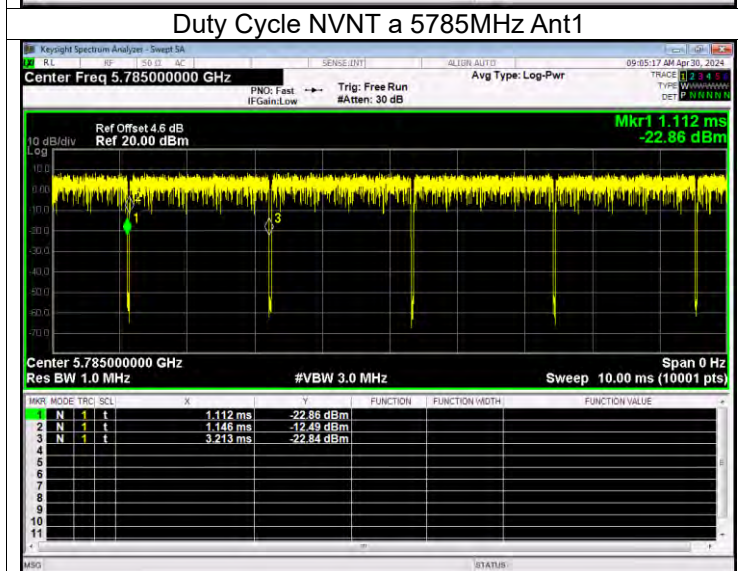 Duty Cycle NVNT a 5785MHz Ant1
Keysight Spectrum Analyzer - Swept SA
RL RF 50 Ω AC SENSE:INT ALIGN AUTO 09:05:17 AM Apr 30, 2024
Center Freq 5.785000000 GHz
PNO: Fast
IFGain:Low
Trig: Free Run
#Atten: 30 dB
Avg Type: Log-Pwr
TRACE 1 2 3 4 5 6
TYPE WWWWWW
DET P N N N N N
Mkr1 1.112 ms
-22.86 dBm
10 dB/div
Log
Ref Offset 4.6 dB
Ref 20.00 dBm
10.0
0.00
-10.0
-20.0
-30.0
-40.0
-50.0
-60.0
-70.0
2
1
3
Center 5.785000000 GHz Span 0 Hz
Res BW 1.0 MHz #VBW 3.0 MHz Sweep 10.00 ms (10001 pts)
MKR MODE TRC SCL X Y FUNCTION FUNCTION WIDTH FUNCTION VALUE
1 N 1 t 1.112 ms -22.86 dBm
2 N 1 t 1.146 ms -12.49 dBm
3 N 1 t 3.213 ms -22.84 dBm
4
5
6
7
8
9
10
11
MSG STATUS